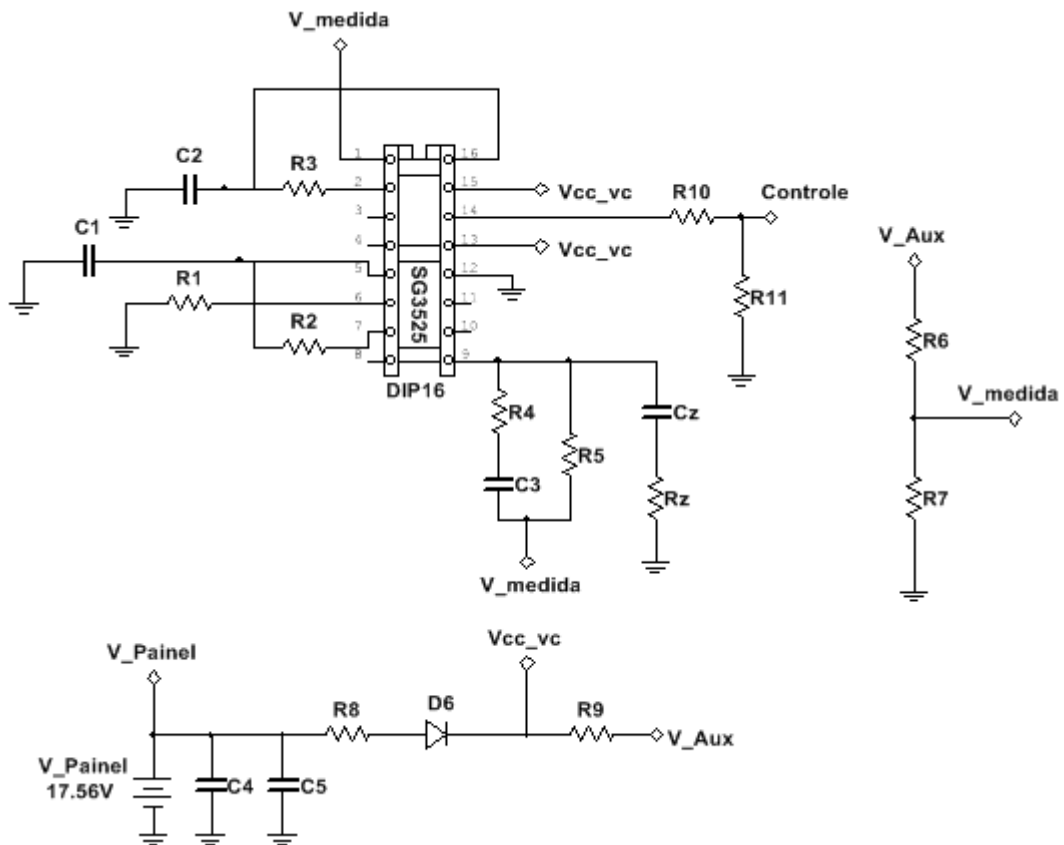 V_medida
C2
R3
1
16
2
15
Vcc_vc
R10
Controle
3
14
C1
4
13
Vcc_vc
V_Aux
R1
5
12
R11
6
11
R2
SG3525
7
10
R6
8
9
DIP16
V_medida
R4
Cz
R5
C3
Rz
R7
V_medida
Vcc_vc
V_Painel
R8
D6
R9
V_Aux
V_Painel
17.56V
C4
C5